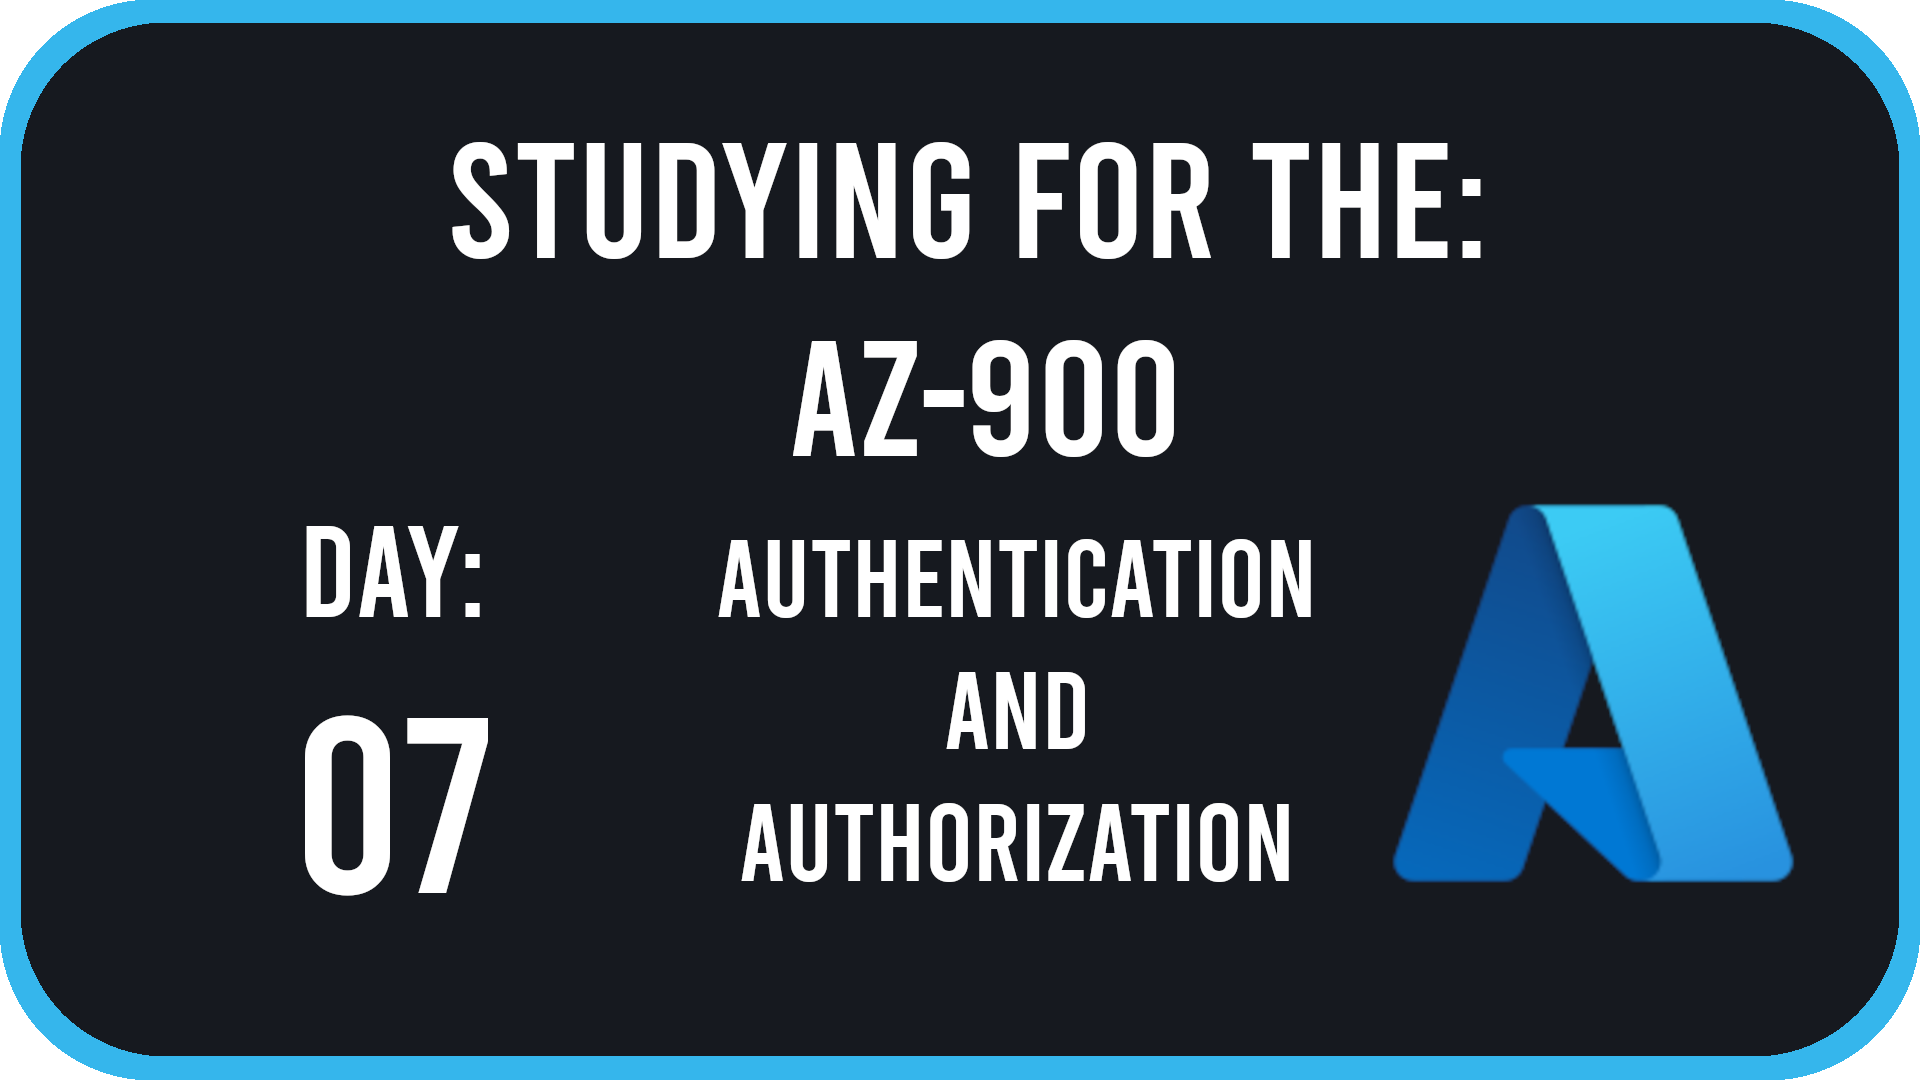 STUDYING FOR THE:
AZ-900
DAY:
07
AUTHENTICATION
AND
AUTHORIZATION